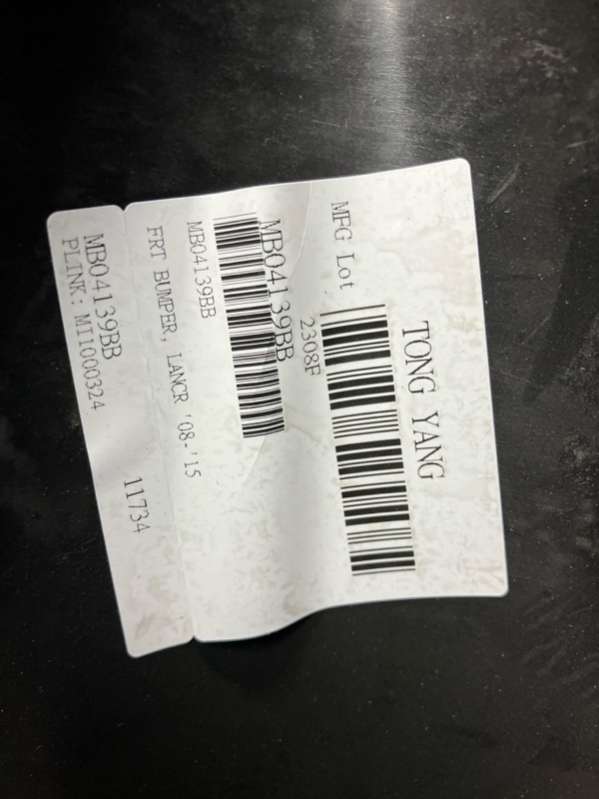 TONG YANG
MFG Lot
2308F
MB04139BB
MB04139BB
FRT BUMPER, LANCR '08-'15
MB04139BB
PLINK: MI1000324
11734